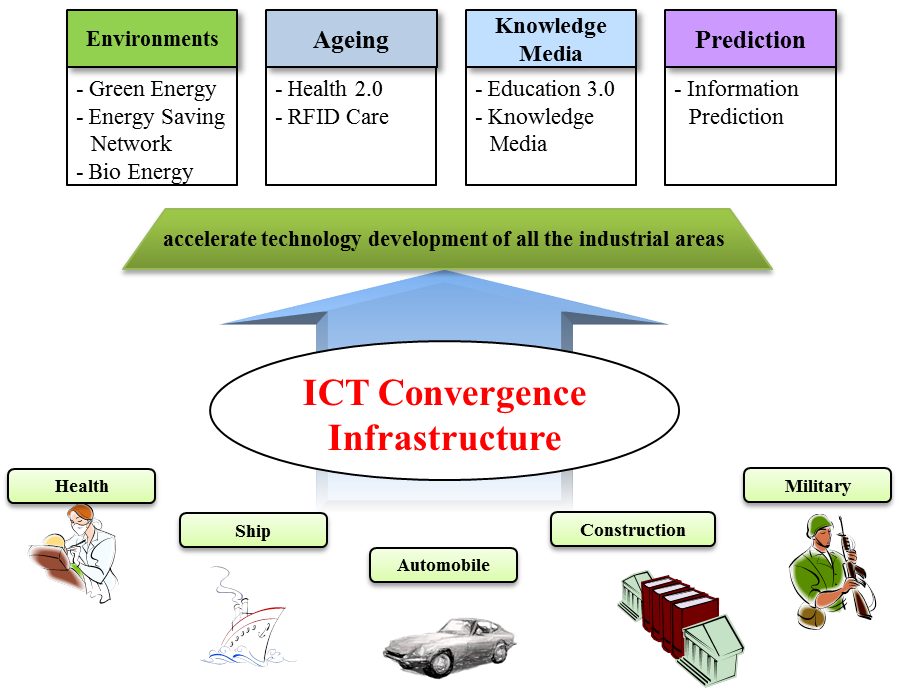 Environments
- Green Energy
- Energy Saving
Network
- Bio Energy
Ageing
- Health 2.0
- RFID Care
Knowledge
Media
- Education 3.0
- Knowledge
Media
Prediction
- Information
Prediction
accelerate technology development of all the industrial areas
ICT Convergence
Infrastructure
Health
Ship
Automobile
Construction
Military